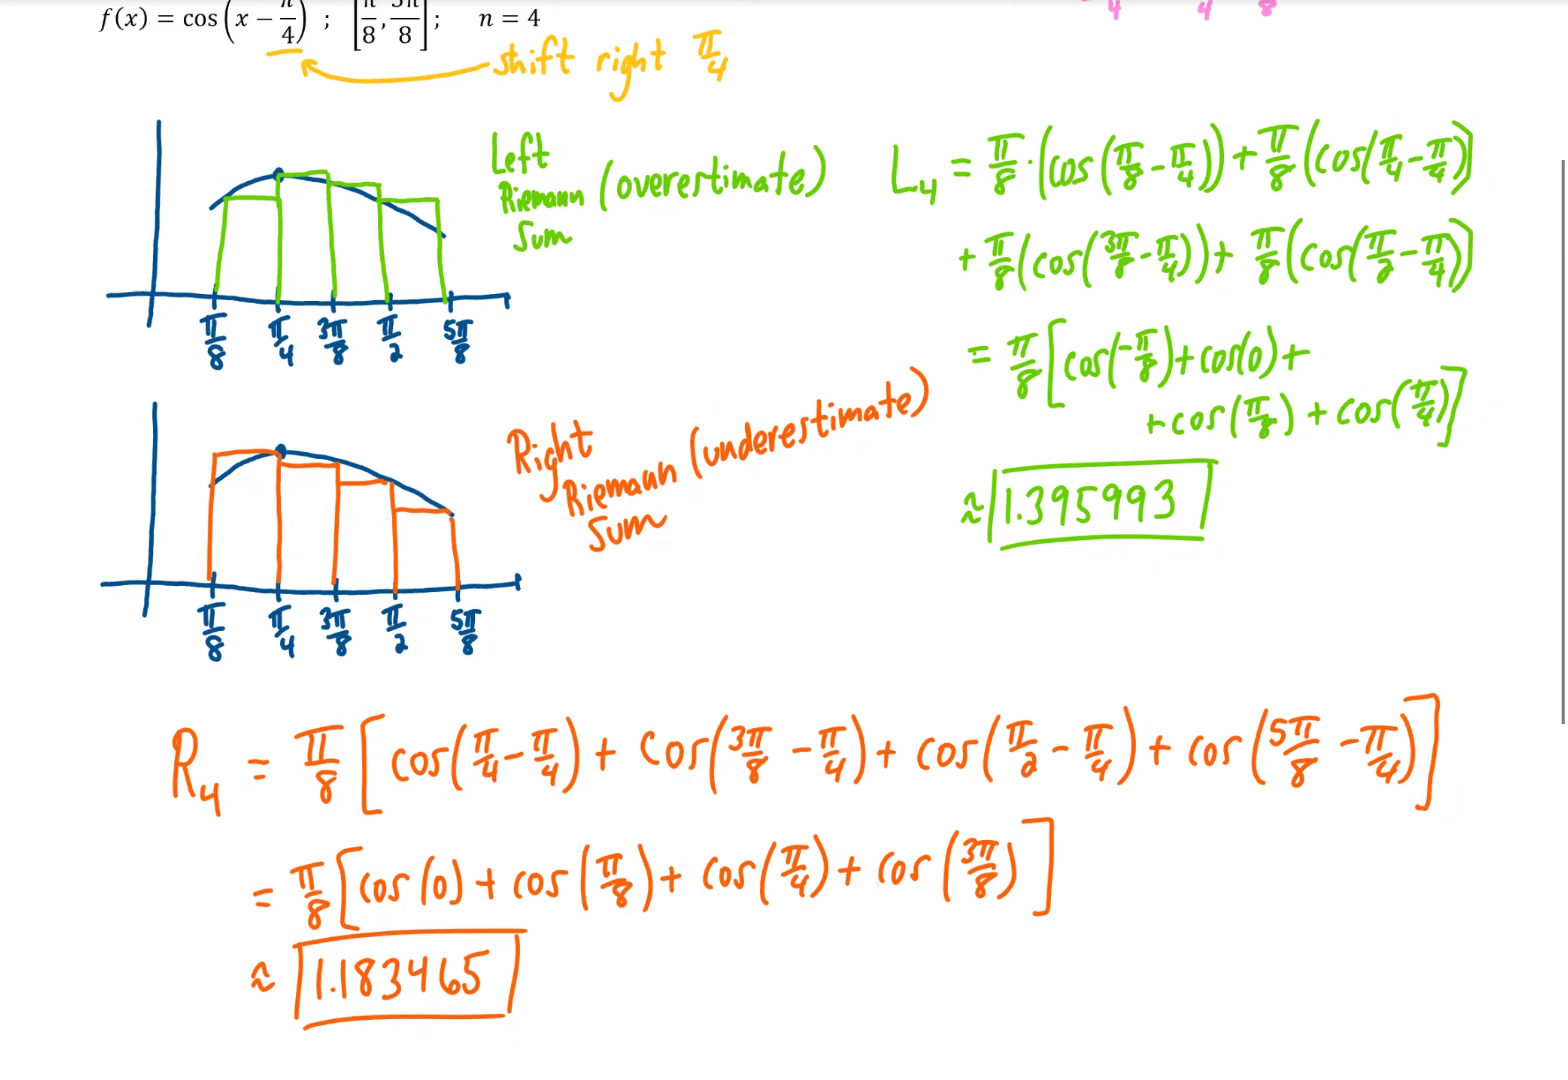 f(x) = cos(x − π/4) ; [π/8, 5π/8]; n = 4
shift right π/4
π/4 π/4 π/8
Left
Riemann (overestimate)
Sum
π/8 π/4 3π/8 π/2 5π/8
L₄ = π/8·(cos(π/8-π/4)) + π/8(cos(π/4-π/4))
+ π/8(cos(3π/8-π/4)) + π/8(cos(π/2-π/4))
= π/8[cos(-π/8)+cos(0)+
+cos(π/8)+cos(π/4)]
≈ 1.395993
Right
Riemann (underestimate)
Sum
π/8 π/4 3π/8 π/2 5π/8
R₄ = π/8[cos(π/4-π/4) + cos(3π/8-π/4) + cos(π/2-π/4) + cos(5π/8-π/4)]
= π/8[cos(0) + cos(π/8) + cos(π/4) + cos(3π/8)]
≈ 1.183465